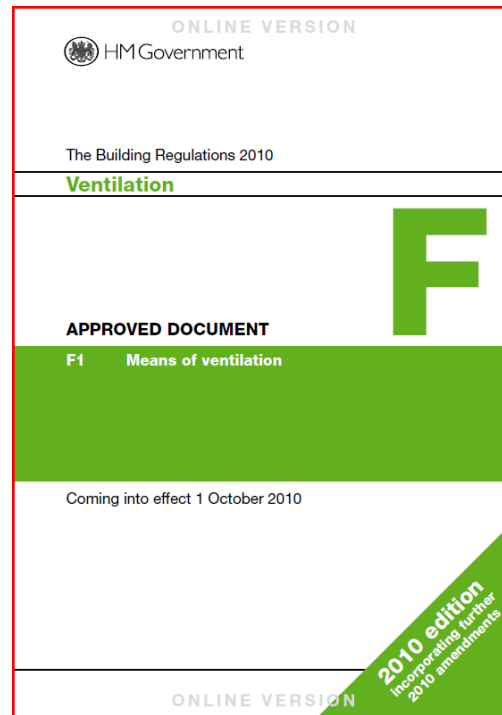 ONLINE VERSION
HM Government
The Building Regulations 2010
Ventilation
F
APPROVED DOCUMENT
F1 Means of ventilation
Coming into effect 1 October 2010
2010 edition
incorporating further
2010 amendments
ONLINE VERSION